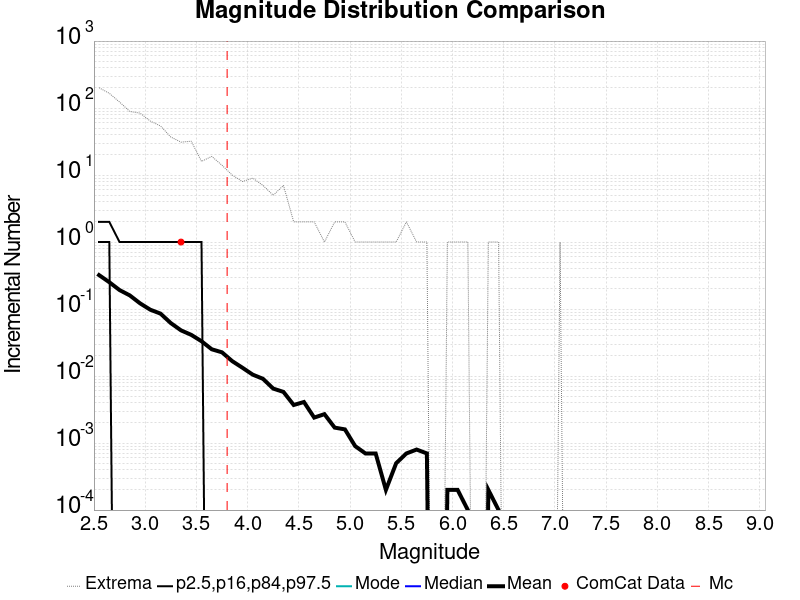 Magnitude Distribution Comparison
10 3
10 2
10 1
10 0
10 -1
10 -2
10 -3
10 -4
Incremental Number
2.5 3.0 3.5 4.0 4.5 5.0 5.5 6.0 6.5 7.0 7.5 8.0 8.5 9.0
Magnitude
Extrema p2.5,p16,p84,p97.5 Mode Median Mean ComCat Data Mc